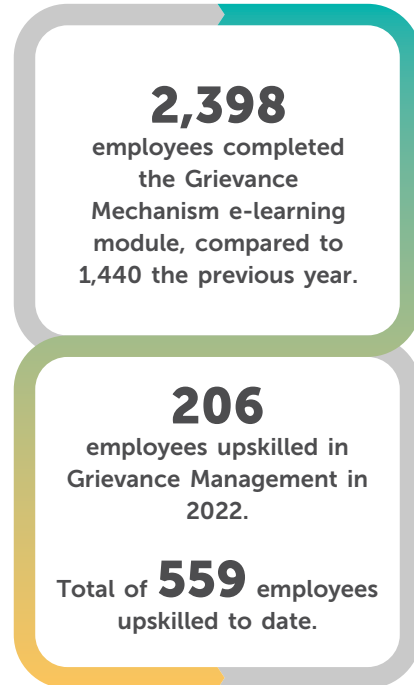 2,398
employees completed
the Grievance
Mechanism e-learning
module, compared to
1,440 the previous year.
206
employees upskilled in
Grievance Management in
2022.
Total of 559 employees
upskilled to date.